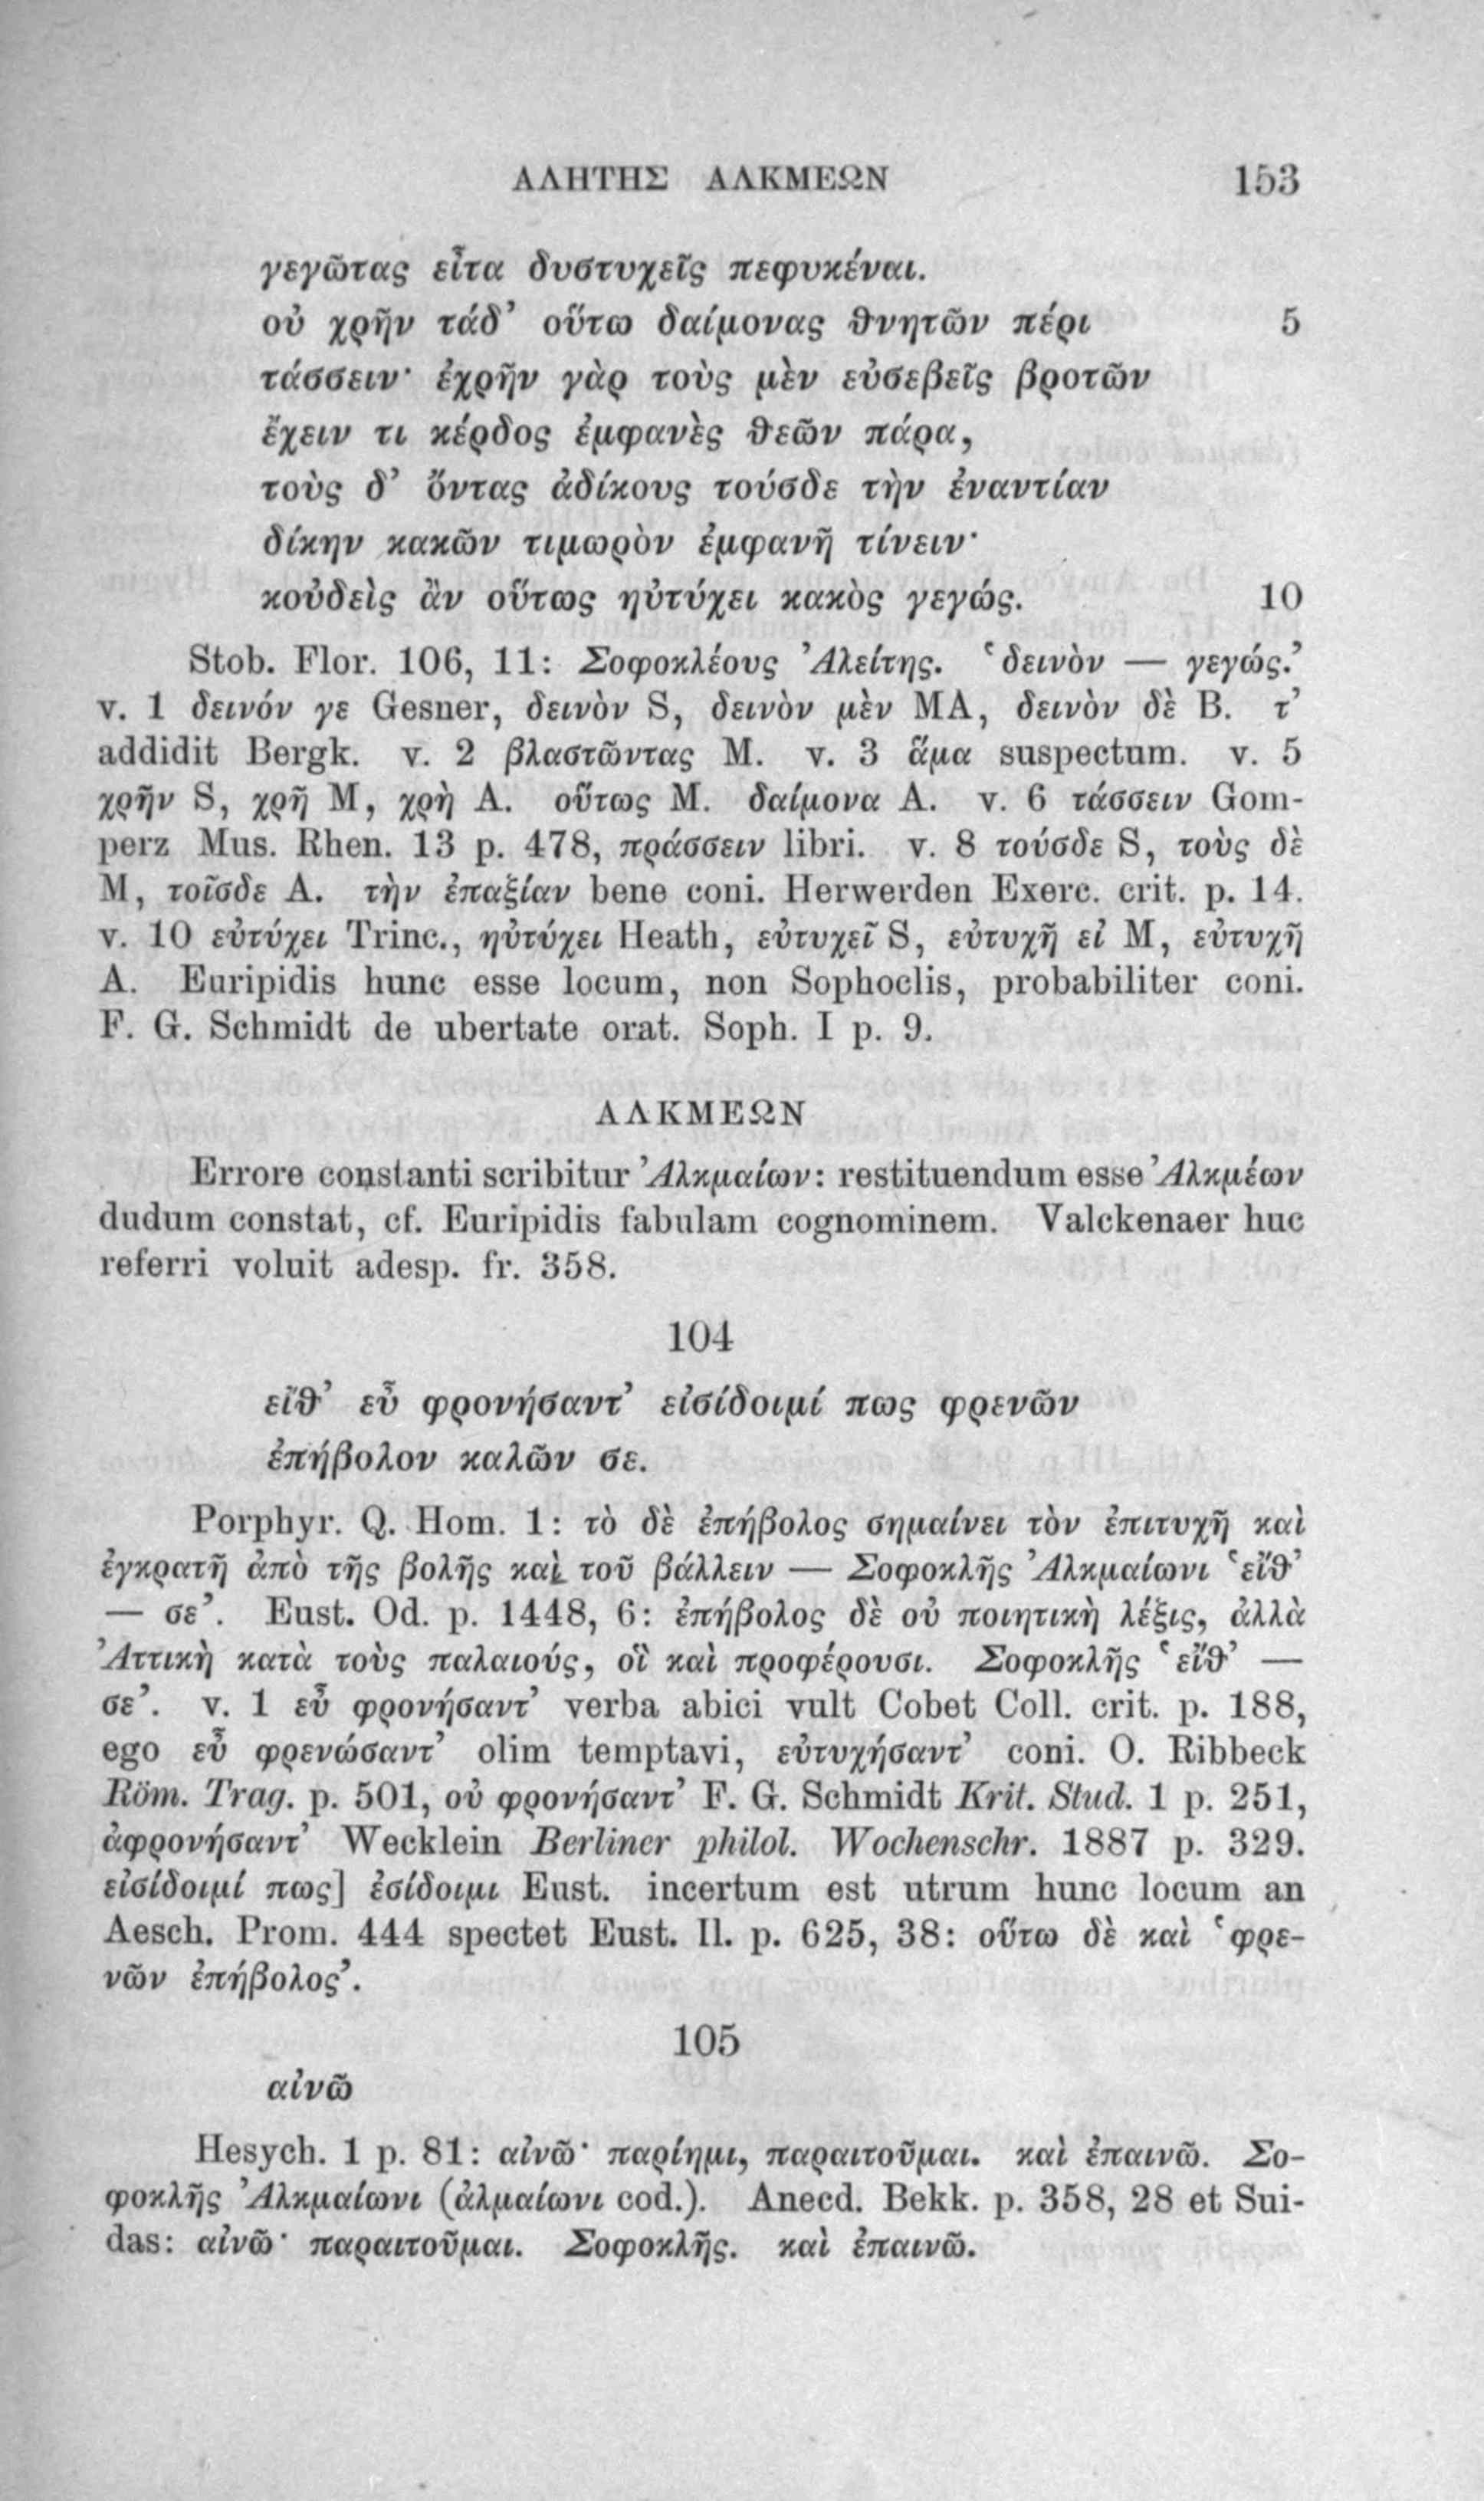 ΑΛΗΤΗΣ ΑΛΚΜΕΩΝ 153
γεγῶτας εἶτα δυστυχεῖς πεφυκέναι.
οὐ χρῆν τάδ’ οὕτω δαίμονας θνητῶν πέρι 5
τάσσειν· ἐχρῆν γὰρ τοὺς μὲν εὐσεβεῖς βροτῶν
ἔχειν τι κέρδος ἐμφανὲς θεῶν πάρα,
τοὺς δ’ ὄντας ἀδίκους τούσδε τὴν ἐναντίαν
δίκην κακῶν τιμωρὸν ἐμφανῆ τίνειν·
κοὐδεὶς ἂν οὕτως ηὐτύχει κακὸς γεγώς. 10
Stob. Flor. 106, 11: Σοφοκλέους Ἀλείτης. ‘δεινὸν — γεγώς.’
v. 1 δεινόν γε Gesner, δεινὸν S, δεινὸν μὲν MA, δεινὸν δὲ B. τ’
addidit Bergk. v. 2 βλαστῶντας M. v. 3 ἅμα suspectum. v. 5
χρῆν S, χρῆ M, χρὴ A. οὕτως M. δαίμονα A. v. 6 τάσσειν Gom-
perz Mus. Rhen. 13 p. 478, πράσσειν libri. v. 8 τούσδε S, τοὺς δὲ
M, τοῖσδε A. τὴν ἐπαξίαν bene coni. Herwerden Exerc. crit. p. 14.
v. 10 εὐτύχει Trinc., ηὐτύχει Heath, εὐτυχεῖ S, εὐτυχῆ εἰ M, εὐτυχῆ
A. Euripidis hunc esse locum, non Sophoclis, probabiliter coni.
F. G. Schmidt de ubertate orat. Soph. I p. 9.
ΑΛΚΜΕΩΝ
Errore constanti scribitur Ἀλκμαίων: restituendum esse Ἀλκμέων
dudum constat, cf. Euripidis fabulam cognominem. Valckenaer huc
referri voluit adesp. fr. 358.
104
εἴθ’ εὖ φρονήσαντ’ εἰσίδοιμί πως φρενῶν
ἐπήβολον καλῶν σε.
Porphyr. Q. Hom. 1: τὸ δὲ ἐπήβολος σημαίνει τὸν ἐπιτυχῆ καὶ
ἐγκρατῆ ἀπὸ τῆς βολῆς καὶ τοῦ βάλλειν — Σοφοκλῆς Ἀλκμαίωνι ‘εἴθ’
— σε’. Eust. Od. p. 1448, 6: ἐπήβολος δὲ οὐ ποιητικὴ λέξις, ἀλλὰ
Ἀττικὴ κατὰ τοὺς παλαιούς, οἳ καὶ προφέρουσι. Σοφοκλῆς ‘εἴθ’ —
σε’. v. 1 εὖ φρονήσαντ’ verba abici vult Cobet Coll. crit. p. 188,
ego εὖ φρενώσαντ’ olim temptavi, εὐτυχήσαντ’ coni. O. Ribbeck
Röm. Trag. p. 501, οὐ φρονήσαντ’ F. G. Schmidt Krit. Stud. 1 p. 251,
ἀφρονήσαντ’ Wecklein Berliner philol. Wochenschr. 1887 p. 329.
εἰσίδοιμί πως] ἐσίδοιμι Eust. incertum est utrum hunc locum an
Aesch. Prom. 444 spectet Eust. Il. p. 625, 38: οὕτω δὲ καὶ ‘φρε-
νῶν ἐπήβολος’.
105
αἰνῶ
Hesych. 1 p. 81: αἰνῶ· παρίημι, παραιτοῦμαι. καὶ ἐπαινῶ. Σο-
φοκλῆς Ἀλκμαίωνι (ἀλμαίωνι cod.). Anecd. Bekk. p. 358, 28 et Sui-
das: αἰνῶ· παραιτοῦμαι. Σοφοκλῆς. καὶ ἐπαινῶ.